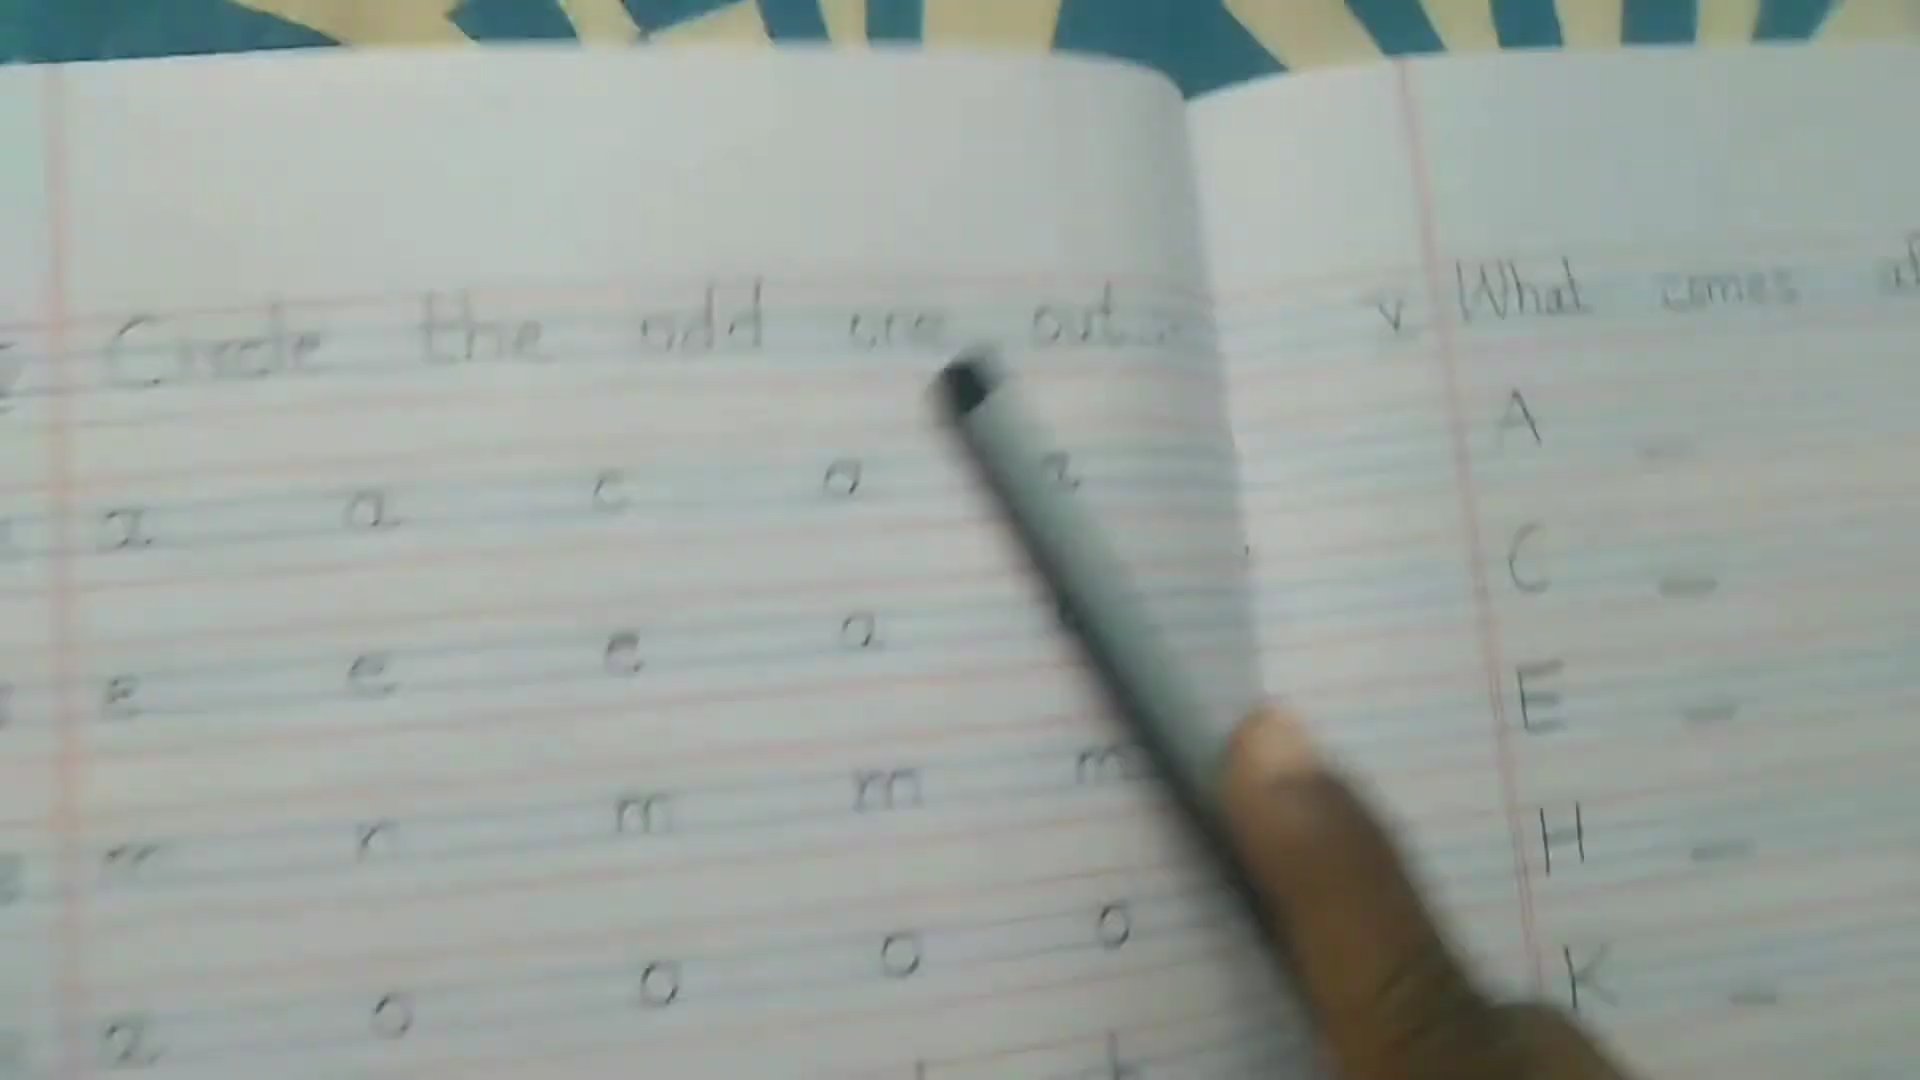 Circle the odd one out
a a c a a
e e e a
m r m m m
a o o o o
V What comes
A _
C _
E _
H _
K _